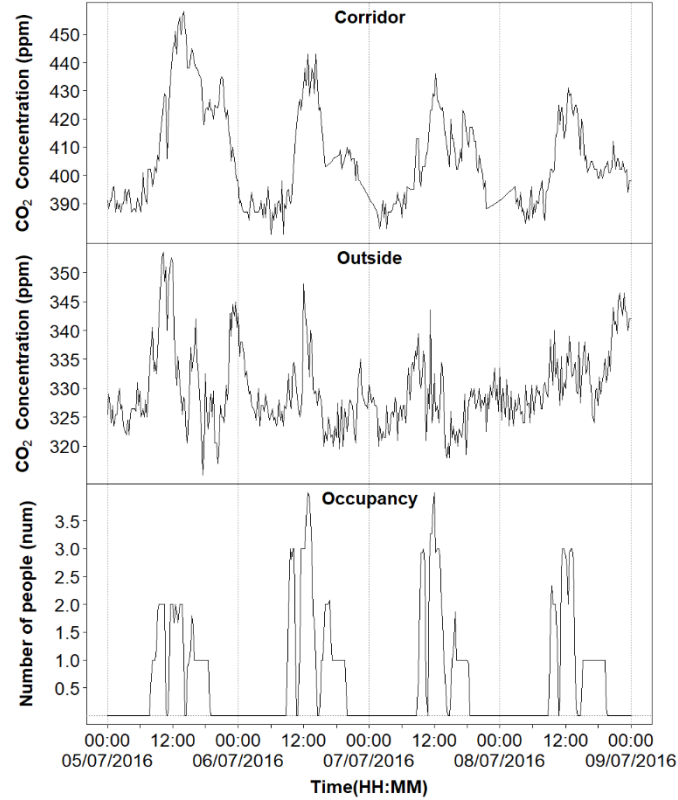 Corridor
CO₂ Concentration (ppm)
450
440
430
420
410
400
390
Outside
CO₂ Concentration (ppm)
350
345
340
335
330
325
320
Occupancy
Number of people (num)
3.5
3.0
2.5
2.0
1.5
1.0
0.5
00:00 12:00 00:00 12:00 00:00 12:00 00:00 12:00 00:00
05/07/2016 06/07/2016 07/07/2016 08/07/2016 09/07/2016
Time(HH:MM)